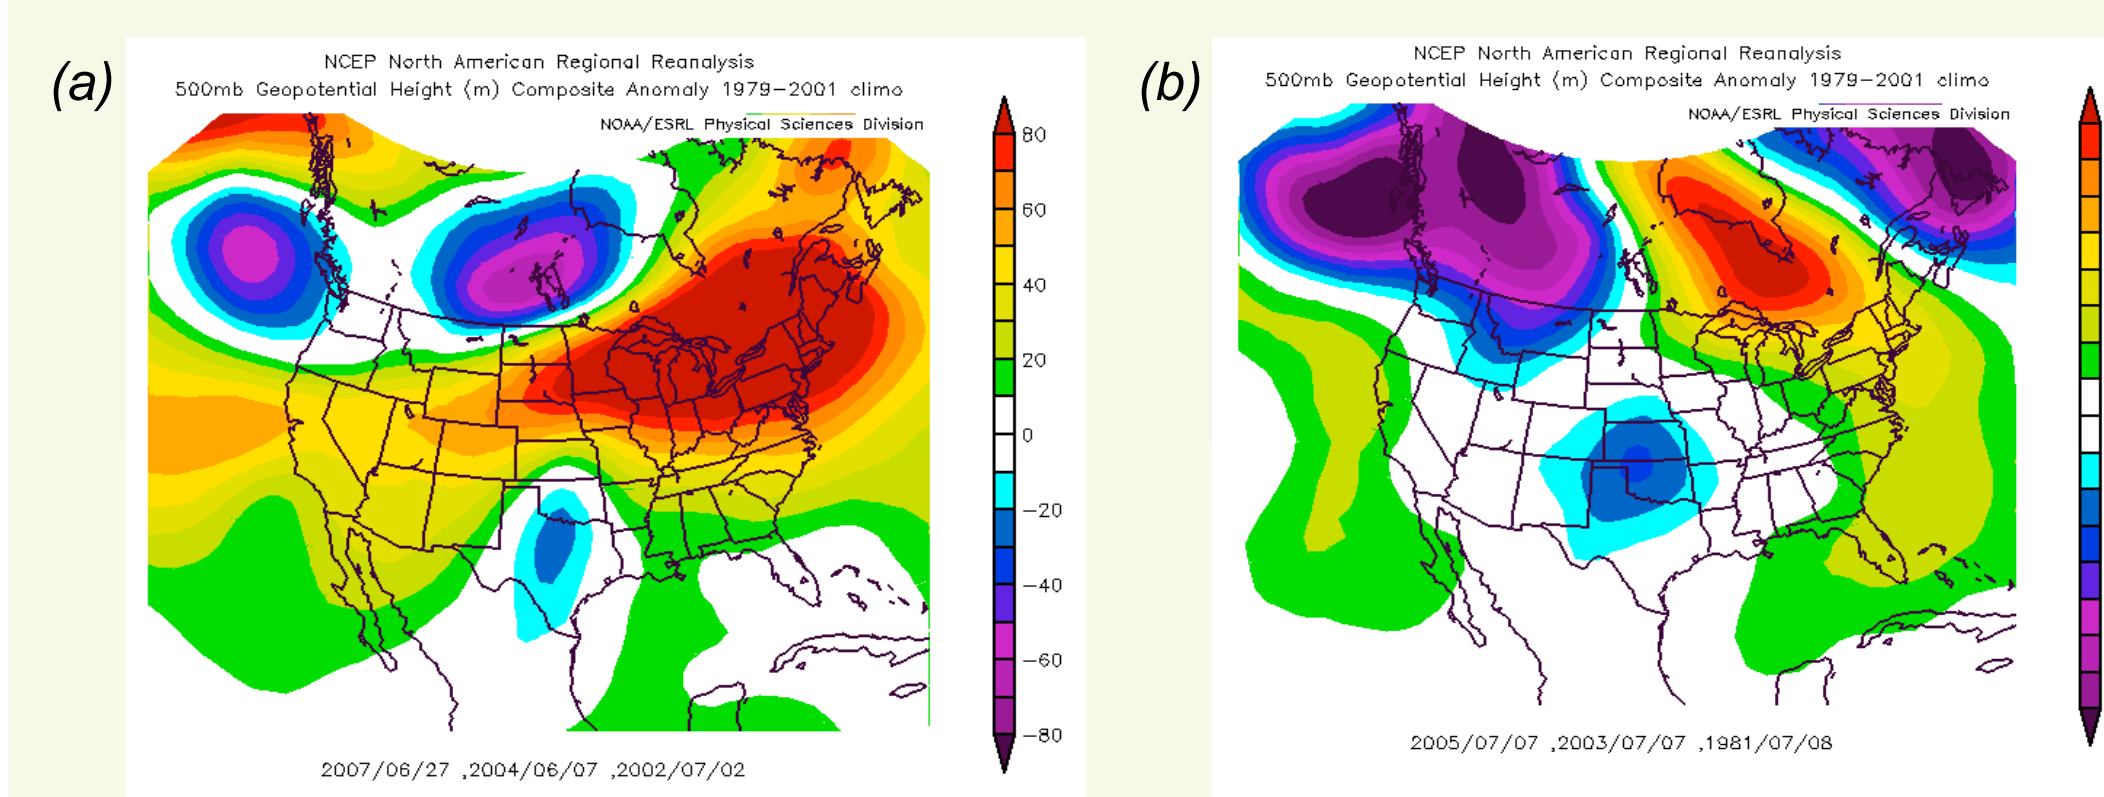 (a)
NCEP North American Regional Reanalysis
500mb Geopotential Height (m) Composite Anomaly 1979-2001 climo
NOAA/ESRL Physical Sciences Division
80
60
40
20
0
-20
-40
-60
-80
2007/06/27 ,2004/06/07 ,2002/07/02
(b)
NCEP North American Regional Reanalysis
500mb Geopotential Height (m) Composite Anomaly 1979-2001 climo
NOAA/ESRL Physical Sciences Division
2005/07/07 ,2003/07/07 ,1981/07/08